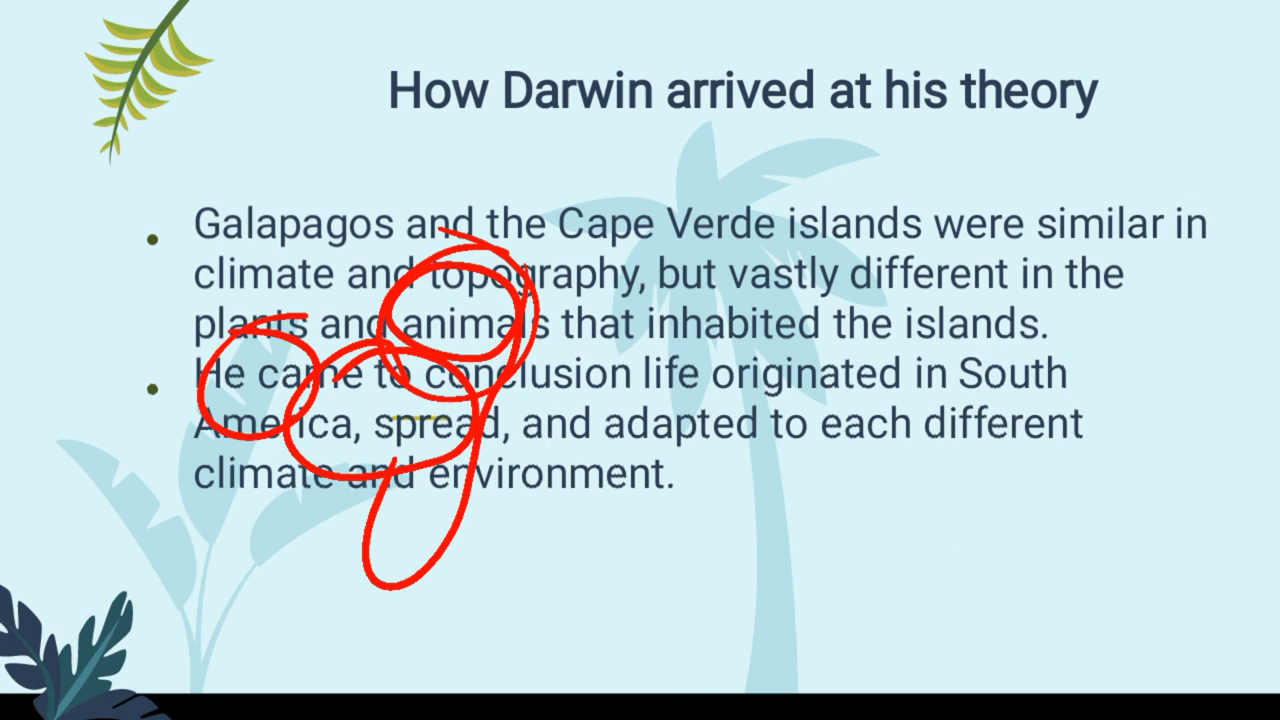 How Darwin arrived at his theory
Galapagos and the Cape Verde islands were similar in
climate and topography, but vastly different in the
plants and animals that inhabited the islands.
He came to conclusion life originated in South
America, spread, and adapted to each different
climate and environment.